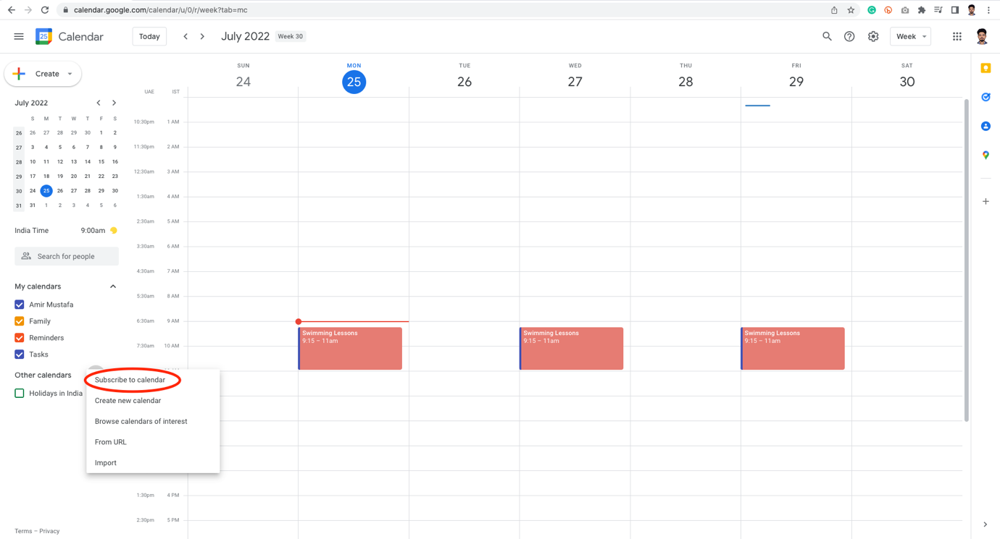 calendar.google.com/calendar/u/0/r/week?tab=mc
25 Calendar
Today
July 2022 Week 30
Week
Create
July 2022
S M T W T F S
26 26 27 28 29 30 1 2
27 3 4 5 6 7 8 9
28 10 11 12 13 14 15 16
29 17 18 19 20 21 22 23
30 24 25 26 27 28 29 30
31 31 1 2 3 4 5 6
India Time 9:00am
Search for people
My calendars
Amir Mustafa
Family
Reminders
Tasks
Other calendars
Holidays in India
Subscribe to calendar
Create new calendar
Browse calendars of interest
From URL
Import
Terms – Privacy
SUN MON TUE WED THU FRI SAT
24 25 26 27 28 29 30
UAE IST
10:30pm 1 AM
11:30pm 2 AM
12:30am 3 AM
1:30am 4 AM
2:30am 5 AM
3:30am 6 AM
4:30am 7 AM
5:30am 8 AM
6:30am 9 AM
Swimming Lessons Swimming Lessons Swimming Lessons
9:15 – 11am 9:15 – 11am 9:15 – 11am
7:30am 10 AM
1:30pm 4 PM
2:30pm 5 PM